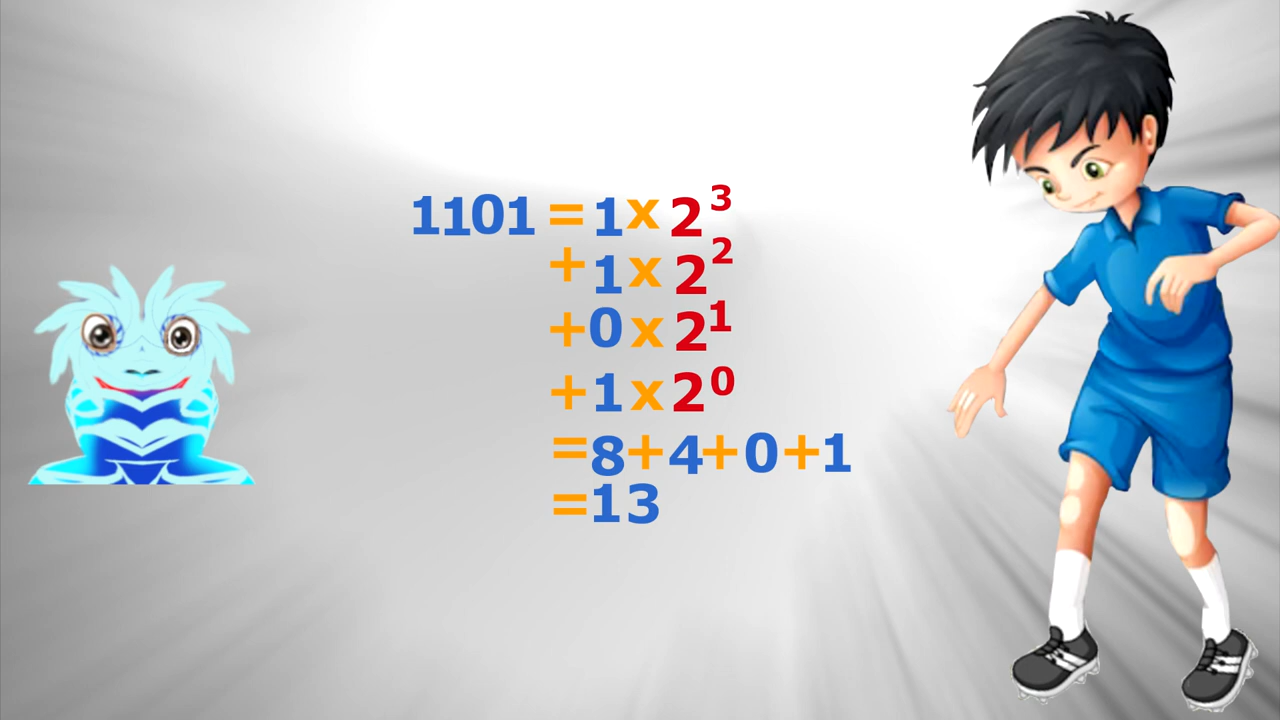 1101 = 1 x 2³
+ 1 x 2²
+ 0 x 2¹
+ 1 x 2⁰
= 8 + 4 + 0 + 1
= 13